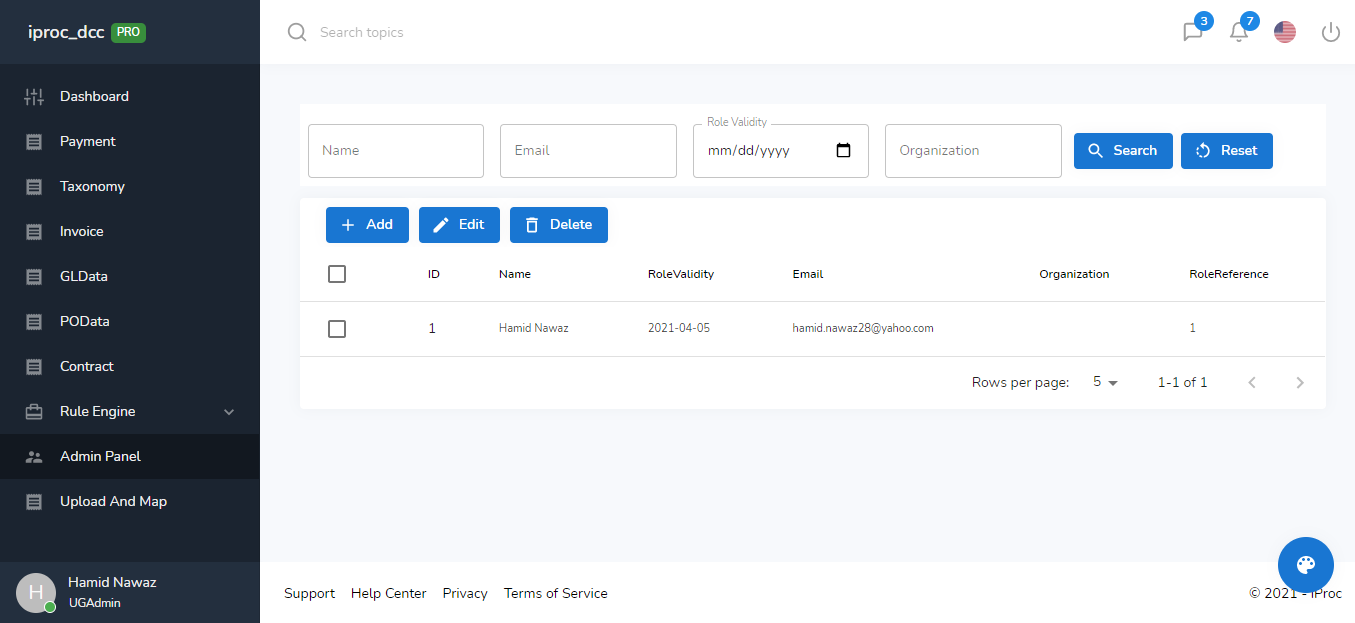 iproc_dcc PRO
Search topics
3
7
Dashboard
Payment
Taxonomy
Invoice
GLData
POData
Contract
Rule Engine
Admin Panel
Upload And Map
H
Hamid Nawaz
UGAdmin
Name
Email
Role Validity
mm/dd/yyyy
Organization
Search
Reset
Add
Edit
Delete
ID Name RoleValidity Email Organization RoleReference
1 Hamid Nawaz 2021-04-05 hamid.nawaz28@yahoo.com 1
Rows per page: 5 1-1 of 1
Support Help Center Privacy Terms of Service
© 2021 - iProc